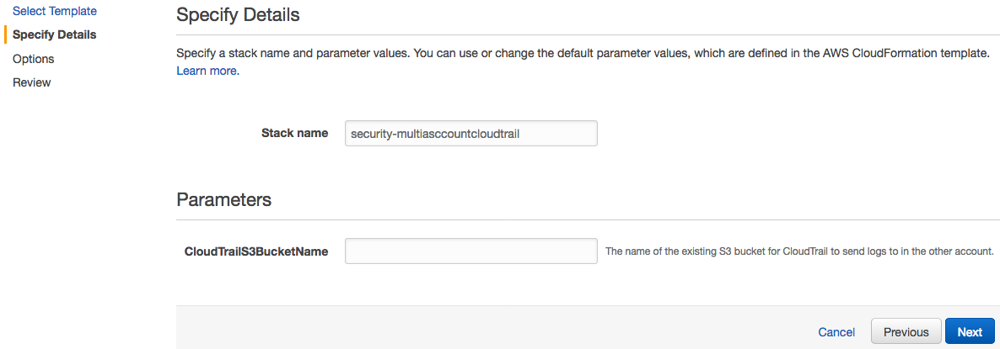 Select Template
Specify Details
Options
Review
Specify Details
Specify a stack name and parameter values. You can use or change the default parameter values, which are defined in the AWS CloudFormation template.
Learn more.
Stack name
security-multiasccountcloudtrail
Parameters
CloudTrailS3BucketName
The name of the existing S3 bucket for CloudTrail to send logs to in the other account.
Cancel
Previous
Next